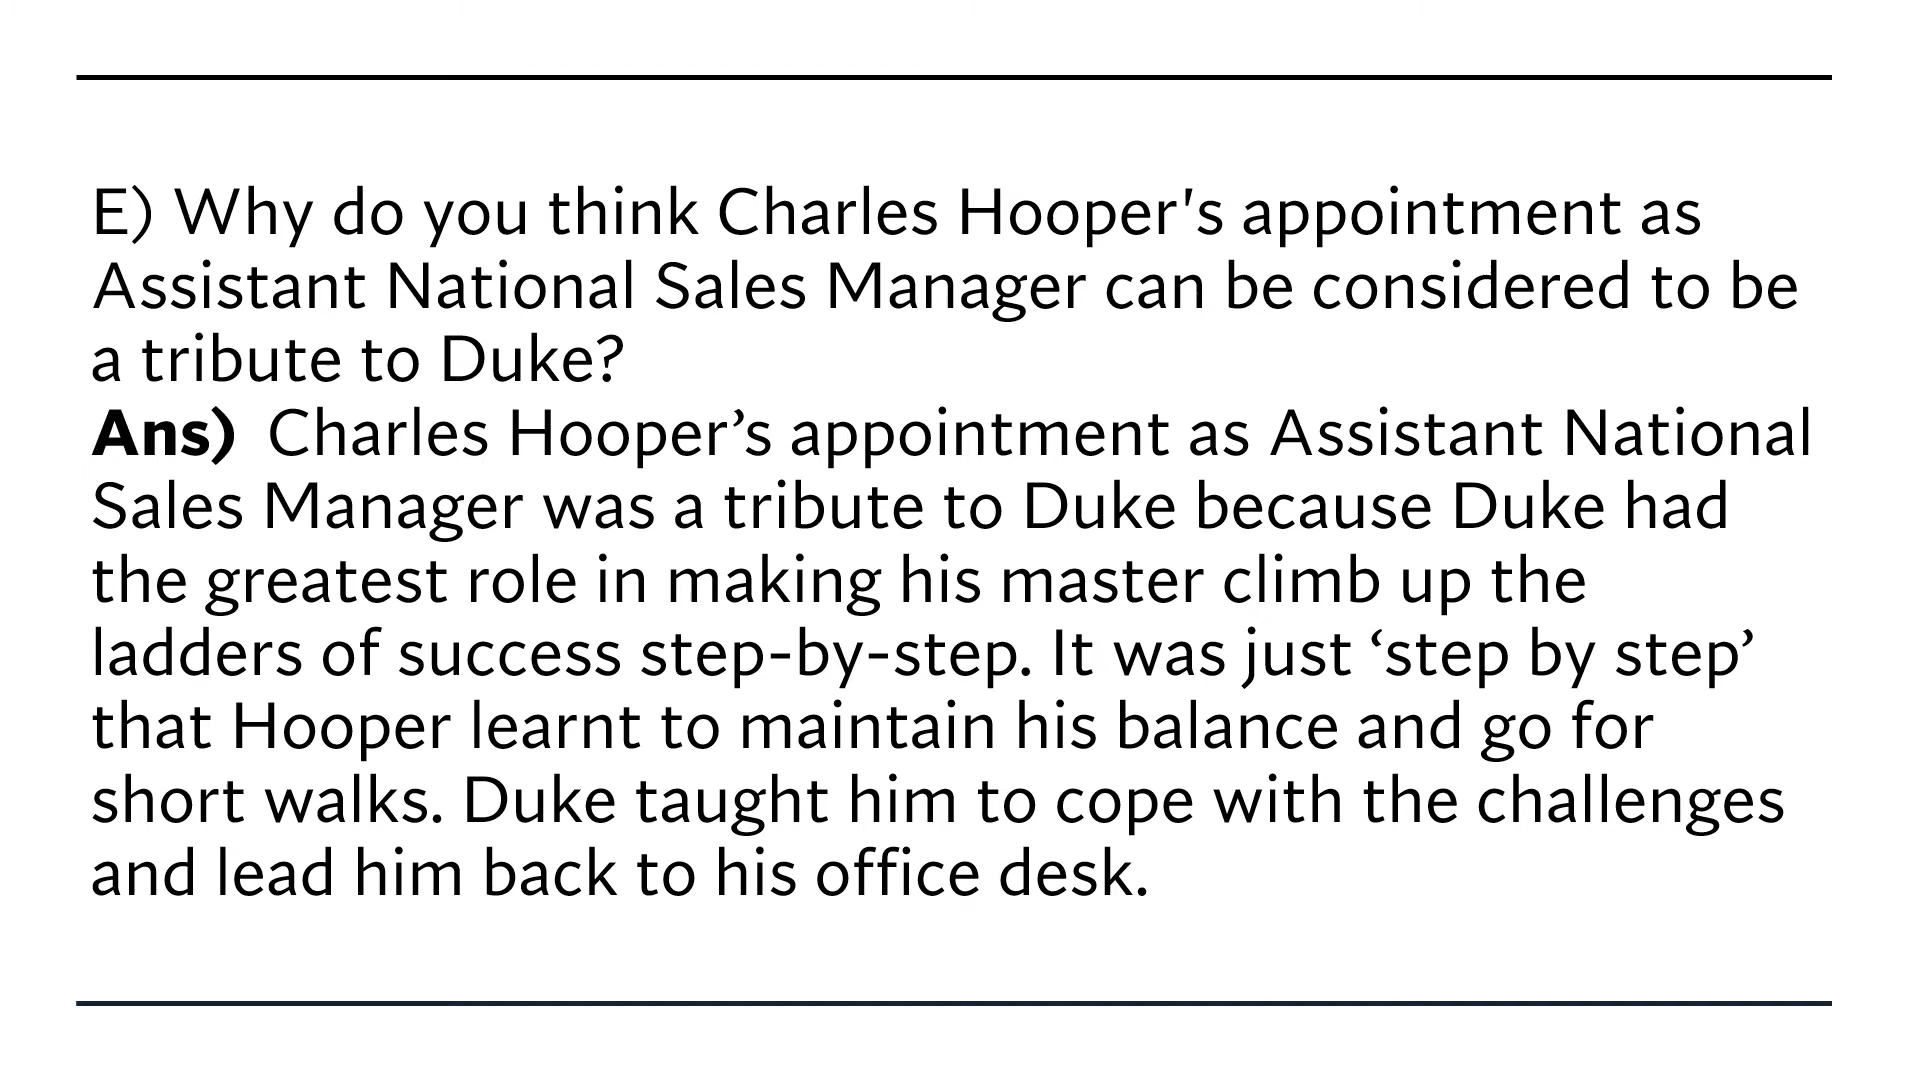 E) Why do you think Charles Hooper's appointment as
Assistant National Sales Manager can be considered to be
a tribute to Duke?
Ans)  Charles Hooper’s appointment as Assistant National
Sales Manager was a tribute to Duke because Duke had
the greatest role in making his master climb up the
ladders of success step-by-step. It was just ‘step by step’
that Hooper learnt to maintain his balance and go for
short walks. Duke taught him to cope with the challenges
and lead him back to his office desk.